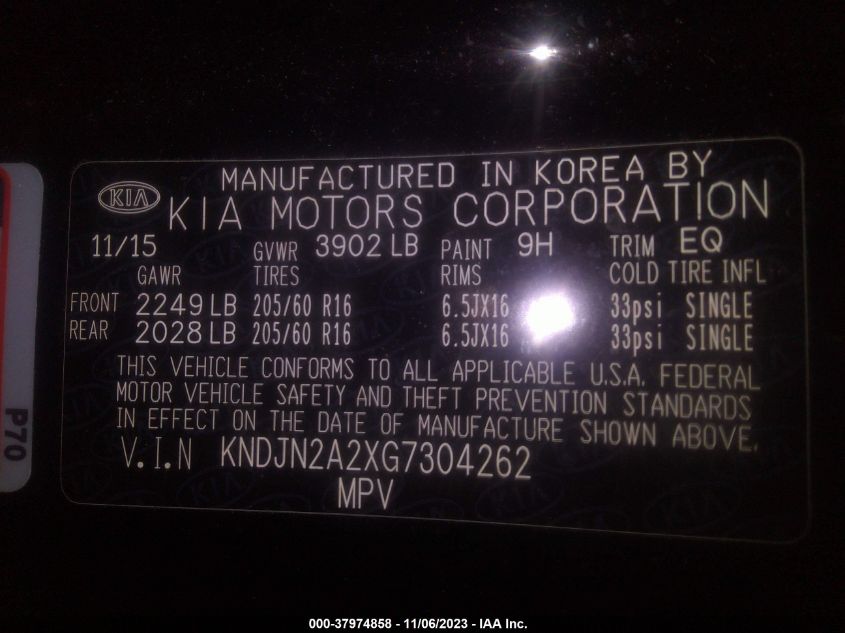 MANUFACTURED IN KOREA BY
KIA KIA MOTORS CORPORATION
11/15 GVWR 3902 LB PAINT 9H TRIM EQ
GAWR TIRES RIMS COLD TIRE INFL
FRONT 2249 LB 205/60 R16 6.5JX16 33psi SINGLE
REAR 2028 LB 205/60 R16 6.5JX16 33psi SINGLE
THIS VEHICLE CONFORMS TO ALL APPLICABLE U.S.A. FEDERAL
MOTOR VEHICLE SAFETY AND THEFT PREVENTION STANDARDS
IN EFFECT ON THE DATE OF MANUFACTURE SHOWN ABOVE.
V.I.N KNDJN2A2XG7304262
MPV
P70
000-37974858 - 11/06/2023 - IAA Inc.